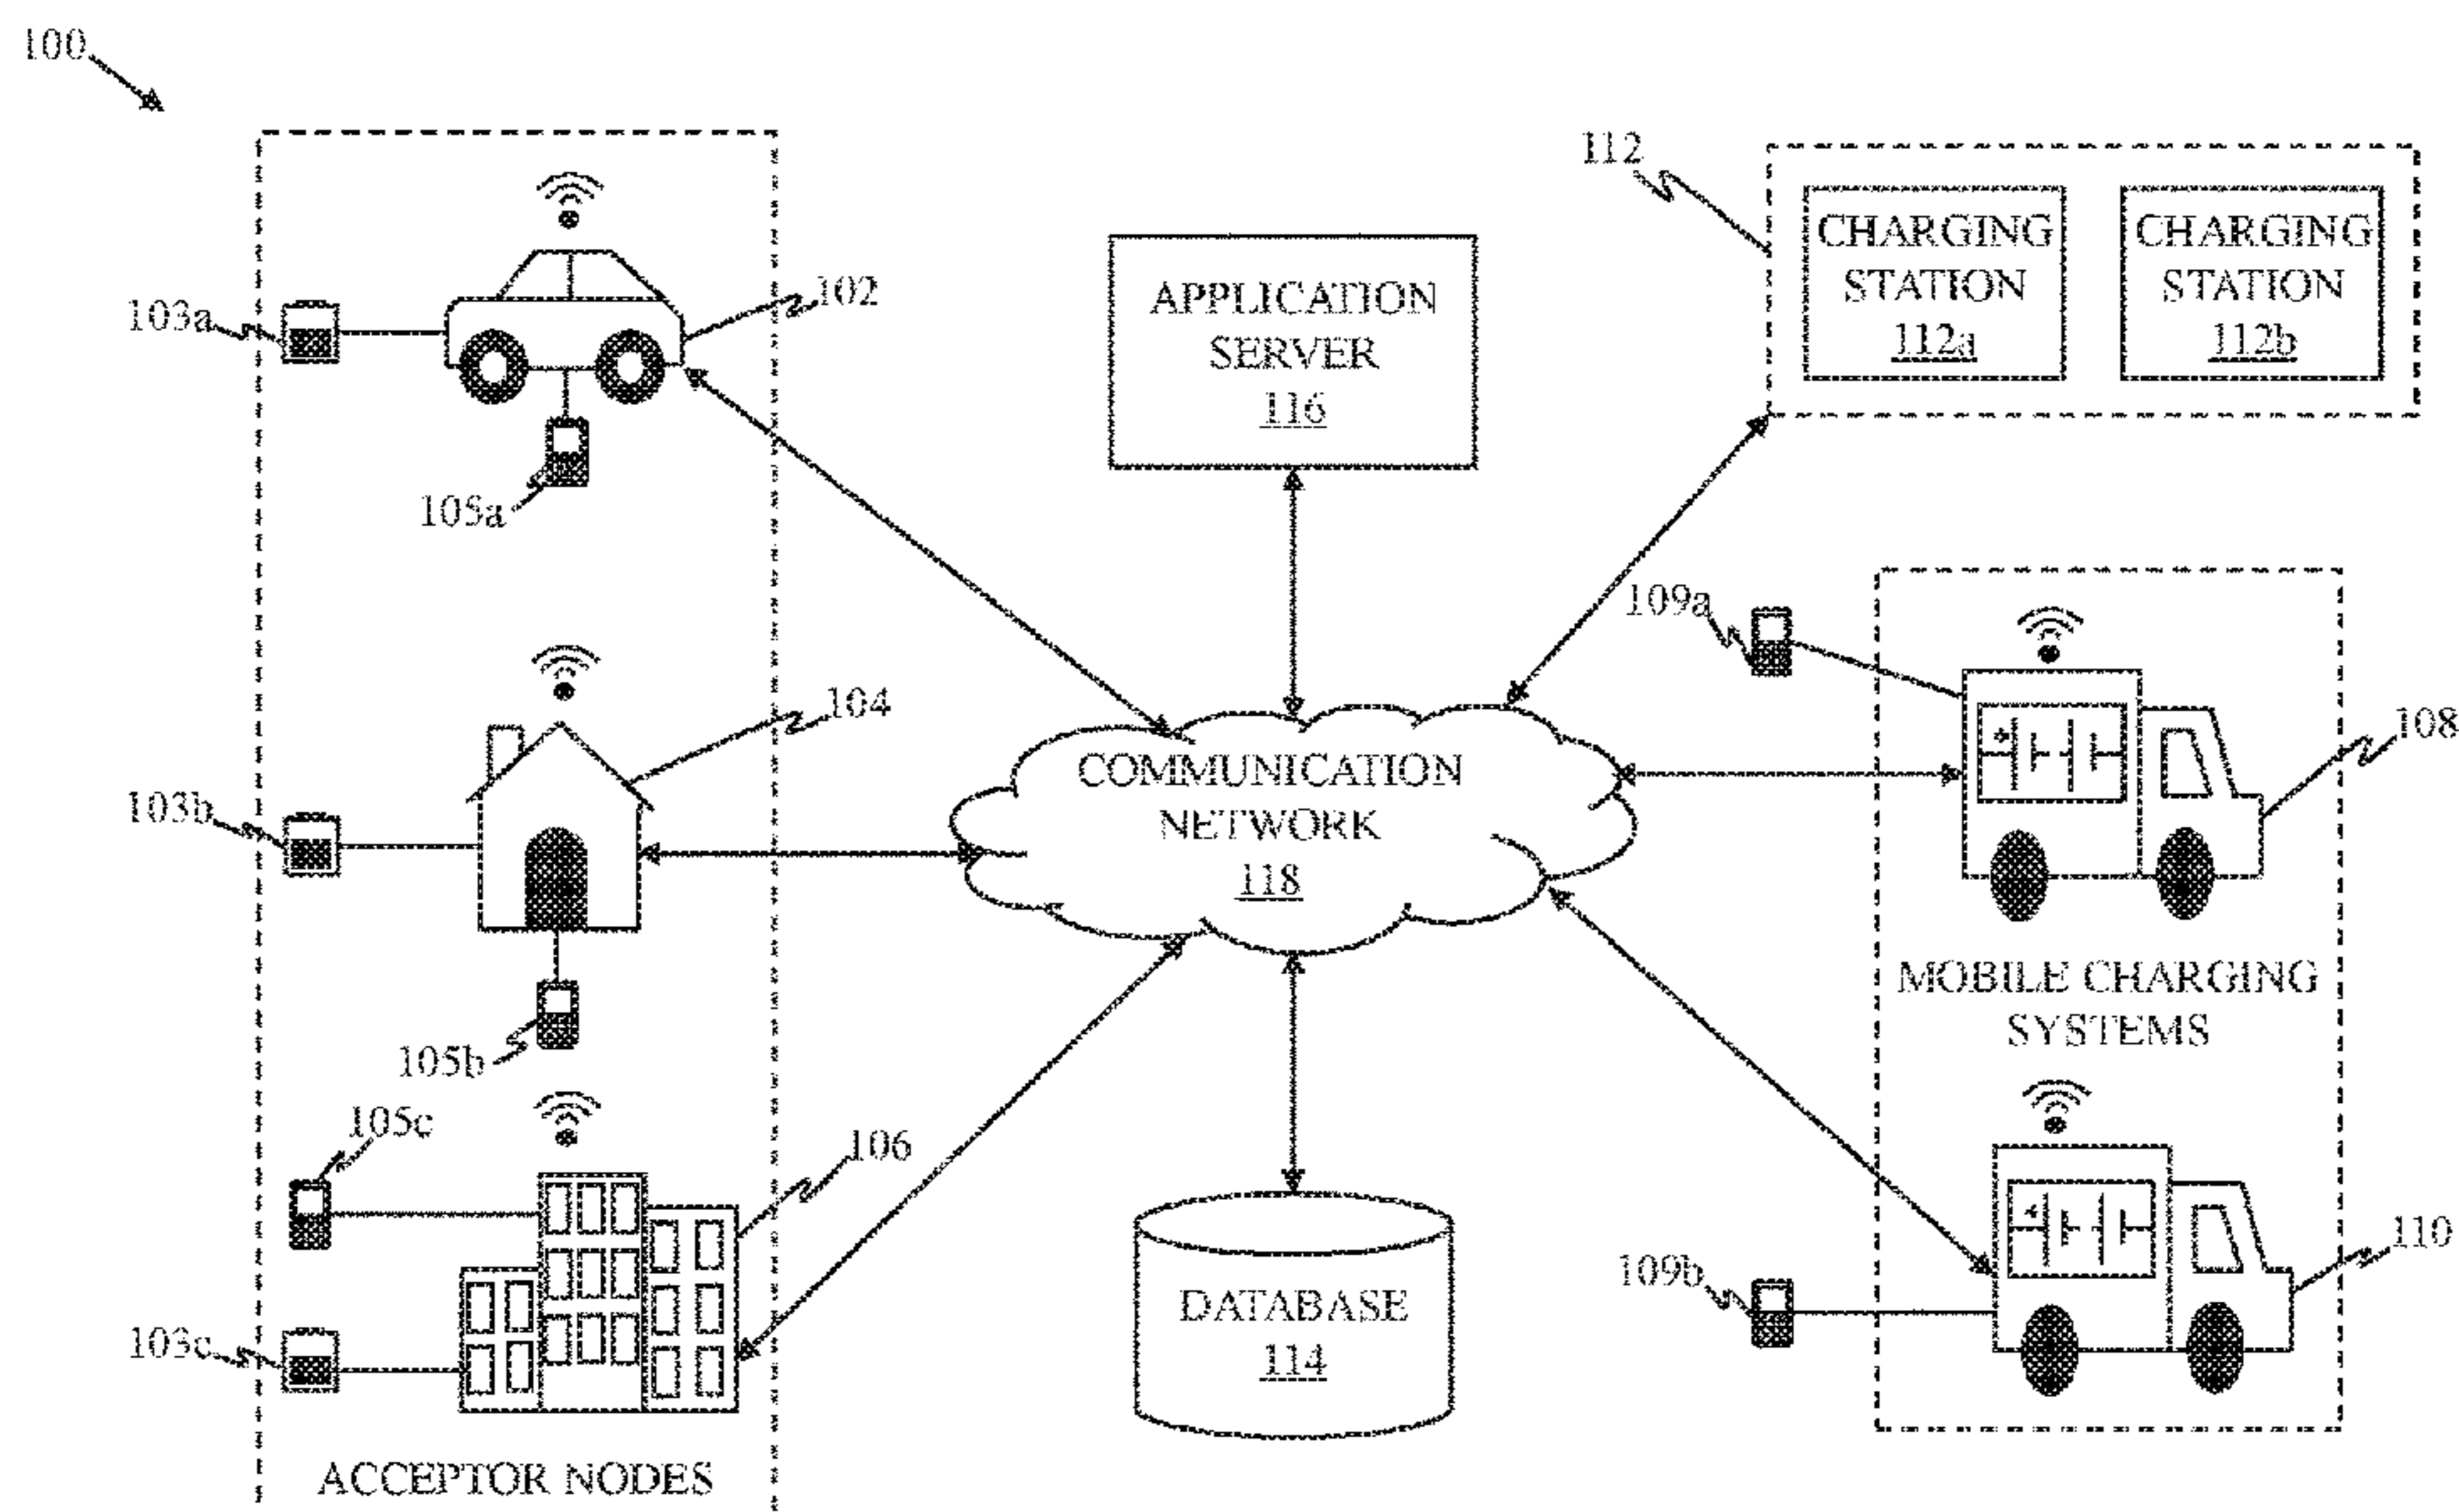 100
112
CHARGING
STATION
112a
CHARGING
STATION
112b
103a
102
APPLICATION
SERVER
116
105a
109a
104
108
COMMUNICATION
NETWORK
118
103b
MOBILE CHARGING
SYSTEMS
105b
105c
106
110
109b
DATABASE
114
103c
ACCEPTOR NODES